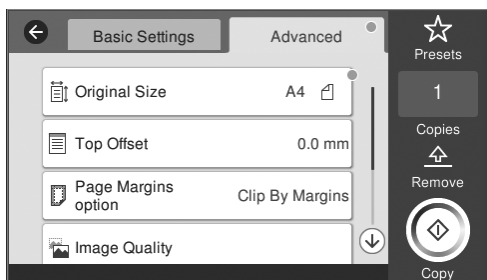 Basic Settings
Advanced
Presets
Original Size
A4
1
Copies
Top Offset
0.0 mm
Remove
Page Margins
option
Clip By Margins
Image Quality
Copy